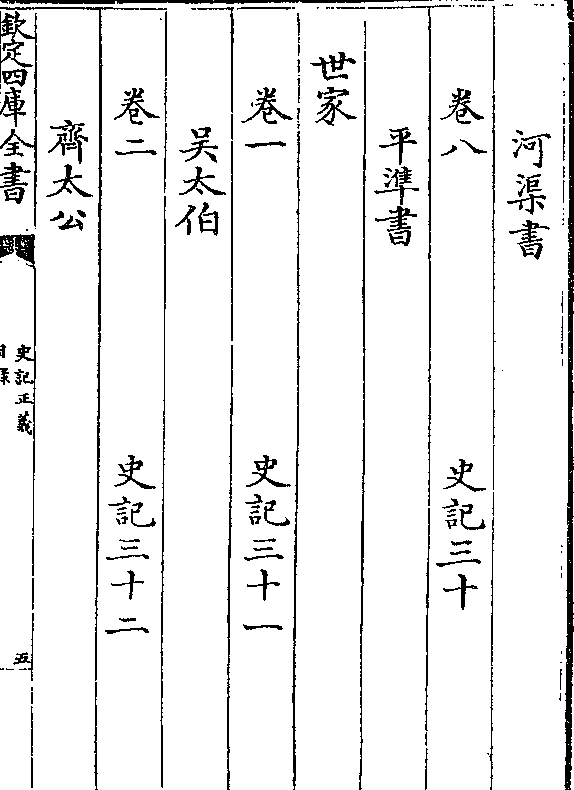 河渠書
卷八 史記三十
平準書
世家
卷一 史記三十一
吳太伯
卷二 史記三十二
齊太公
欽定四庫全書
史記正義
目錄
五